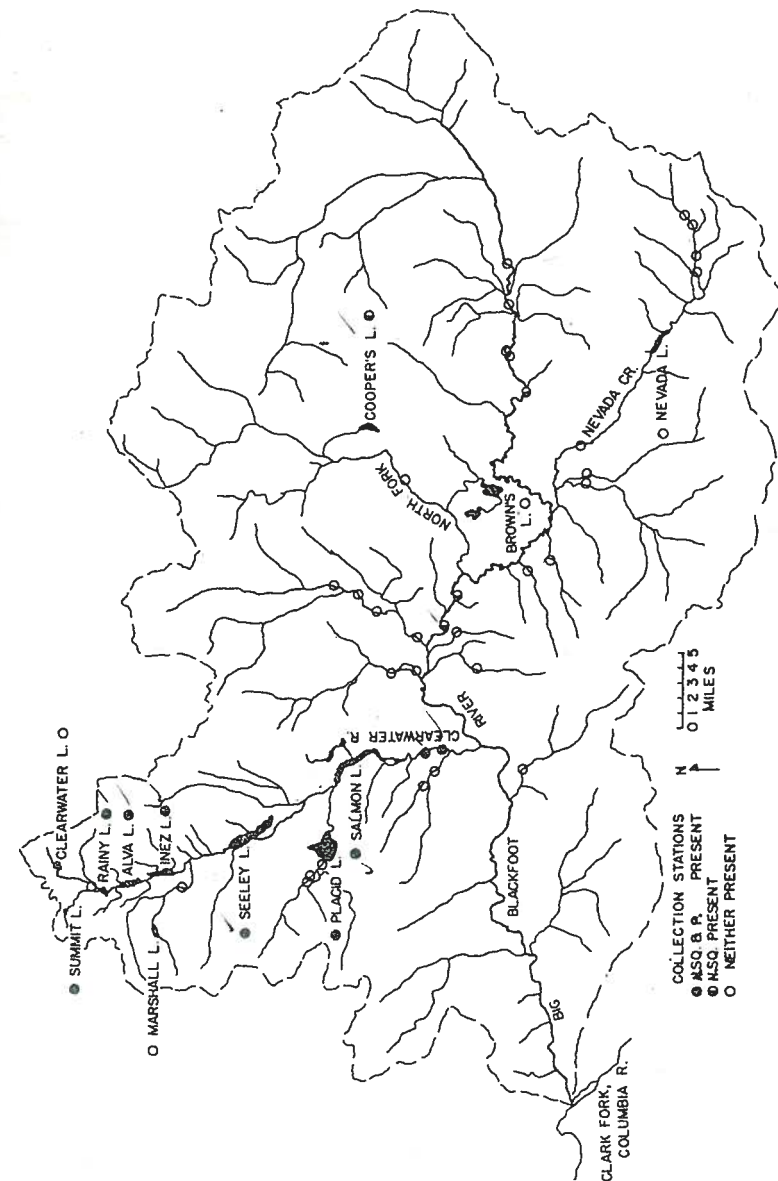 SUMMIT L.
CLEARWATER L.
RAINY L.
ALVA L.
INEZ L.
MARSHALL L.
SEELEY L.
PLACID L.
SALMON L.
CLEARWATER R.
COOPER'S L.
NORTH FORK
BROWN'S
L.
NEVADA CR.
NEVADA L.
BIG
BLACKFOOT
RIVER
CLARK FORK,
COLUMBIA R.
COLLECTION STATIONS
N.SQ. & P. PRESENT
N.SQ. PRESENT
NEITHER PRESENT
N
0 1 2 3 4 5
MILES